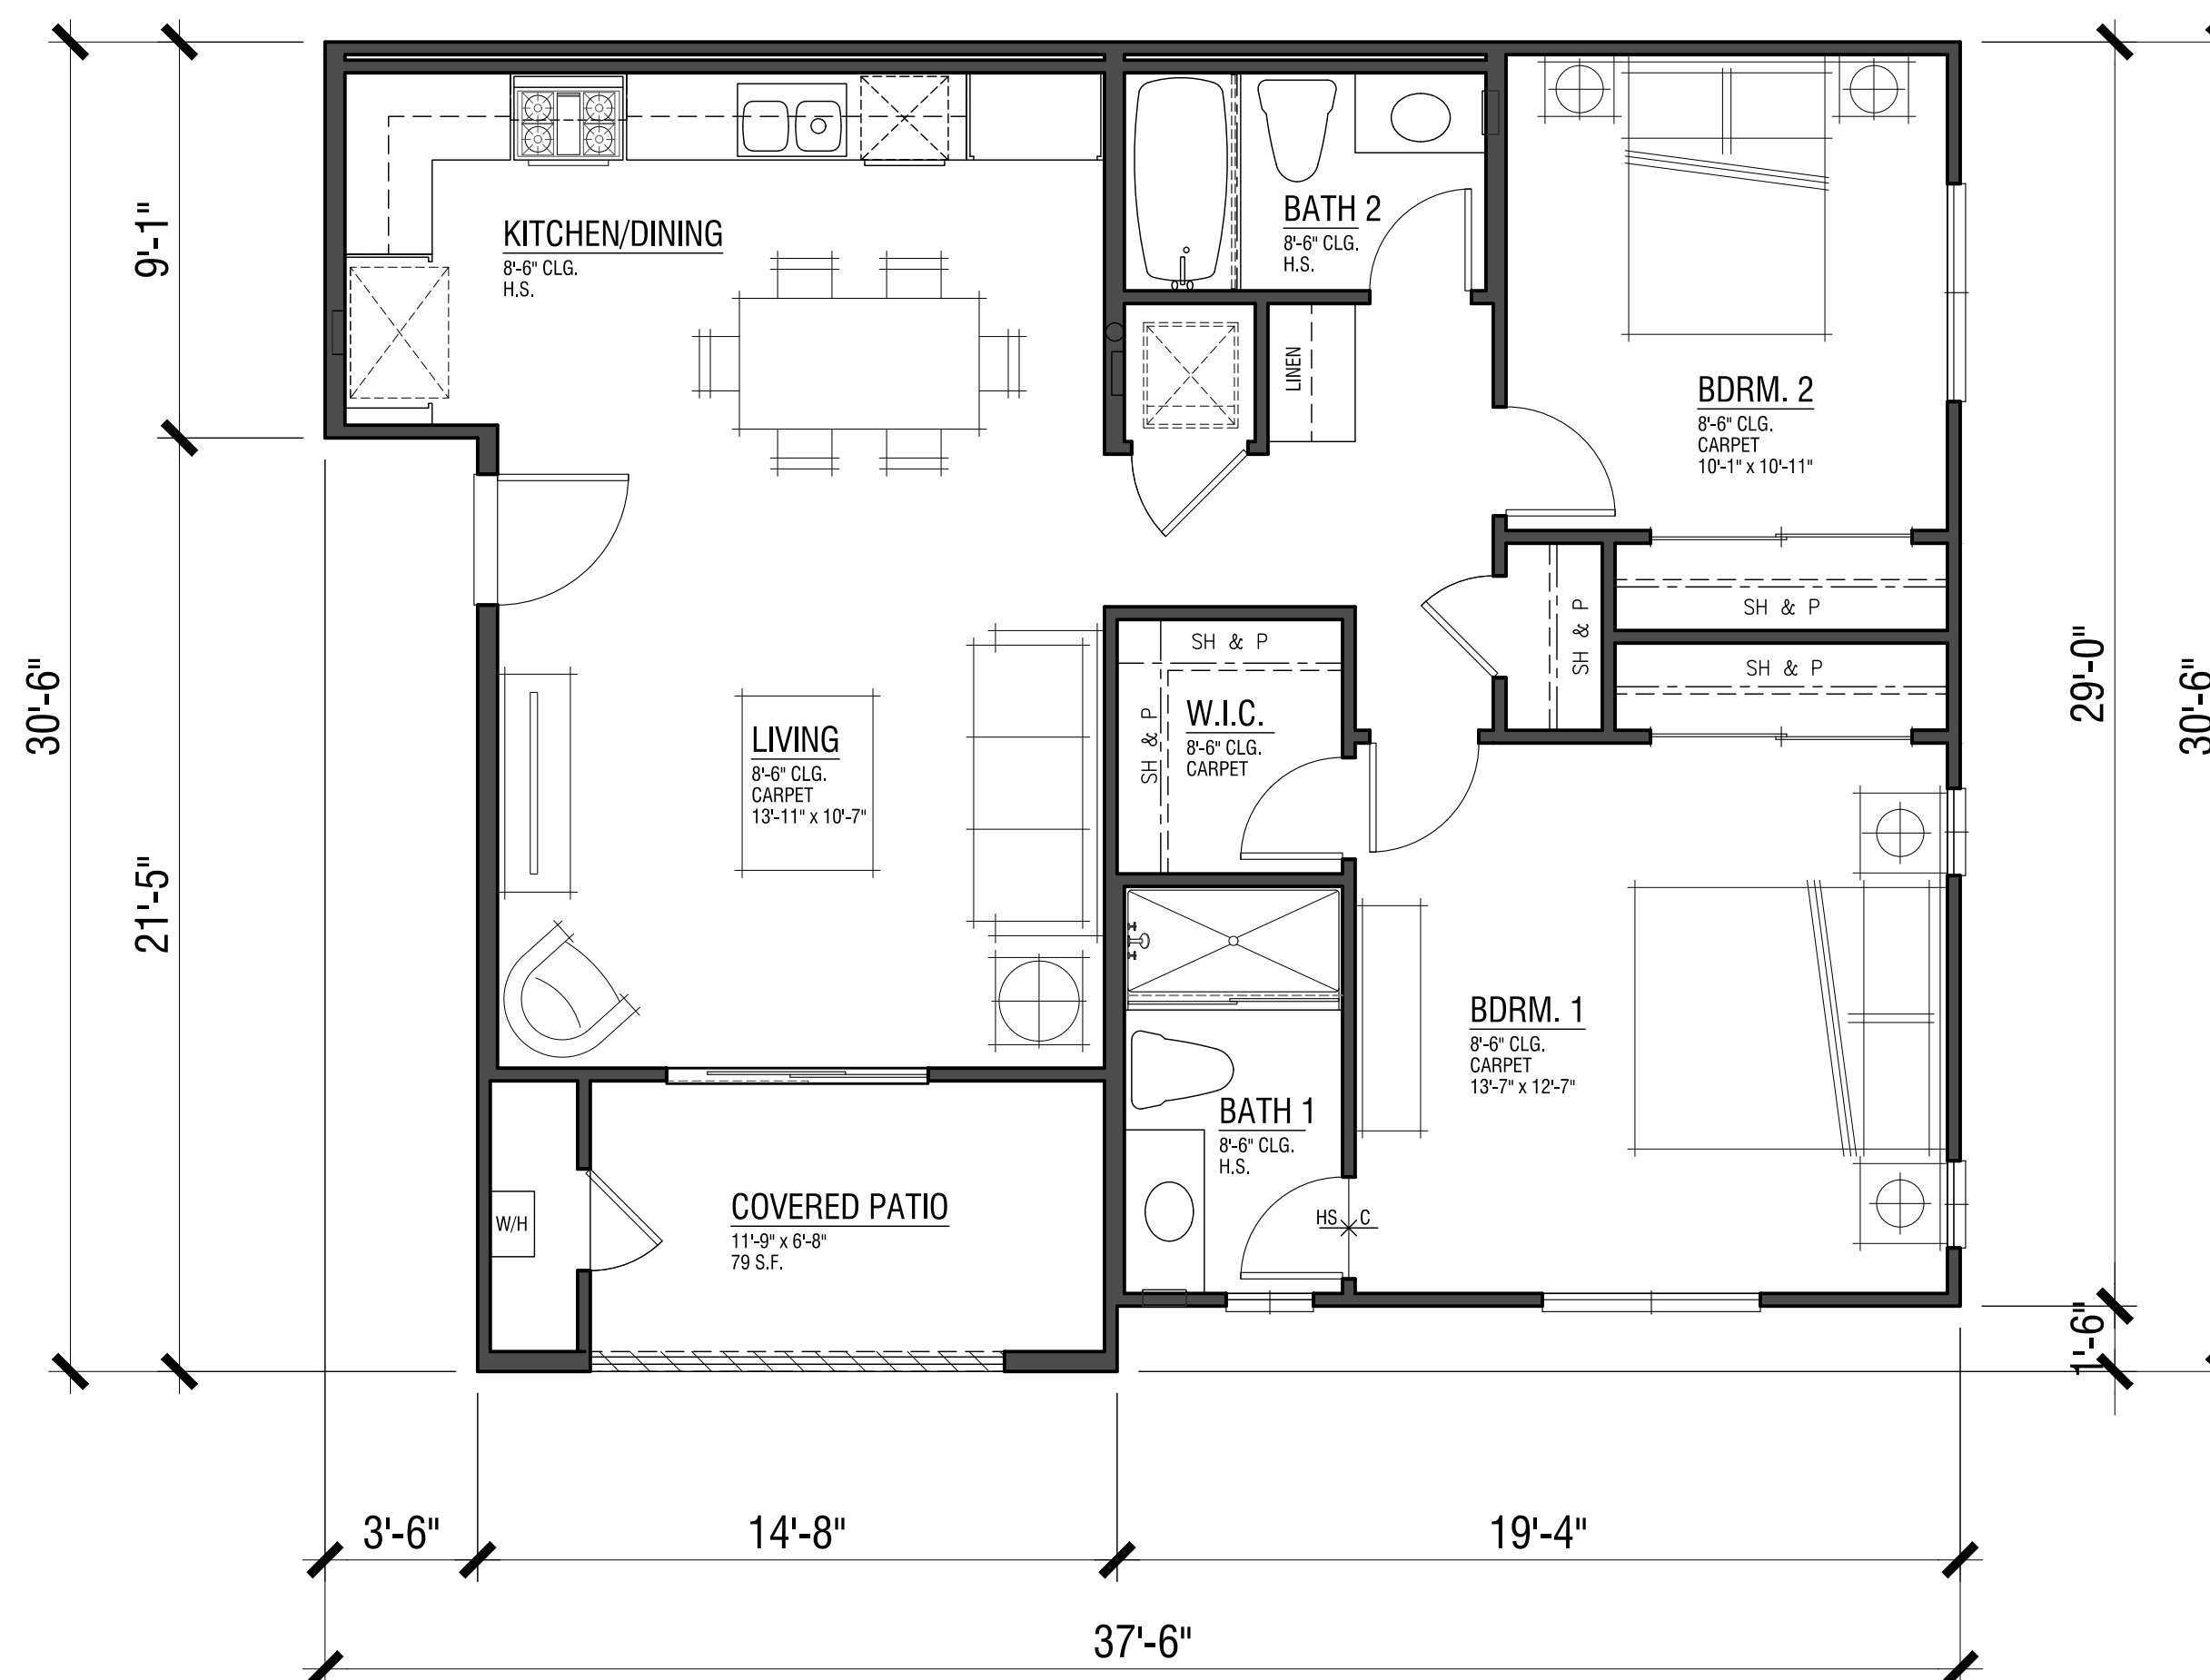 9'-1"
21'-5"
30'-6"
KITCHEN/DINING
8'-6" CLG.
H.S.
BATH 2
8'-6" CLG.
H.S.
LINEN
BDRM. 2
8'-6" CLG.
CARPET
10'-1" x 10'-11"
SH & P
SH & P
SH & P
SH & P
SH & P
W.I.C.
8'-6" CLG.
CARPET
LIVING
8'-6" CLG.
CARPET
13'-11" x 10'-7"
BDRM. 1
8'-6" CLG.
CARPET
13'-7" x 12'-7"
BATH 1
8'-6" CLG.
H.S.
HS C
W/H
COVERED PATIO
11'-9" x 6'-8"
79 S.F.
29'-0"
1'-6"
30'-6"
3'-6"
14'-8"
19'-4"
37'-6"